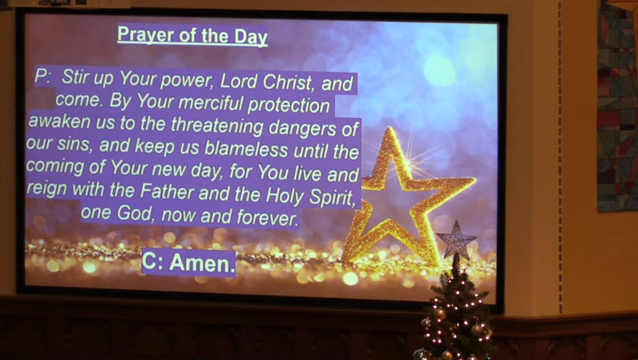 Prayer of the Day
P: Stir up Your power, Lord Christ, and
come. By Your merciful protection
awaken us to the threatening dangers of
our sins, and keep us blameless until the
coming of Your new day, for You live and
reign with the Father and the Holy Spirit,
one God, now and forever.
C: Amen.